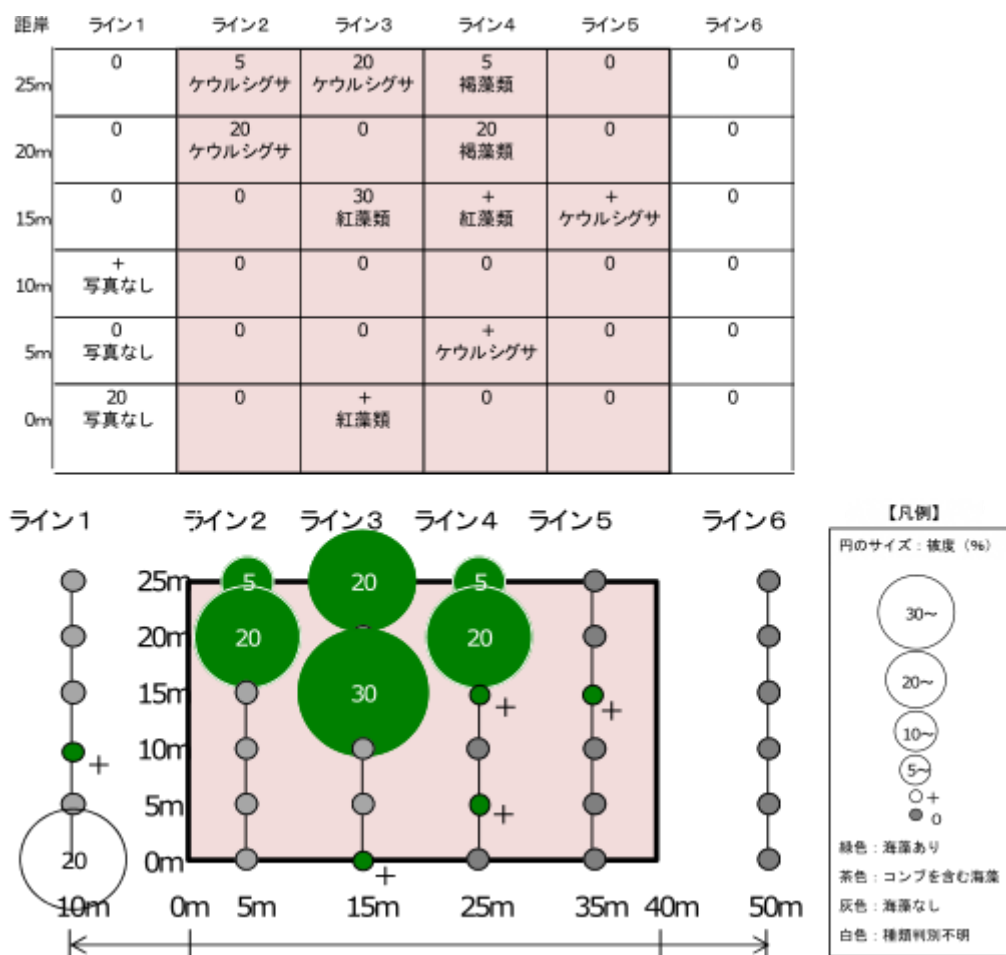 距岸 ライン1 ライン2 ライン3 ライン4 ライン5 ライン6
25m 0 5 20 5 0 0
ケウルシグサ ケウルシグサ 褐藻類
20m 0 20 0 20 0 0
ケウルシグサ 褐藻類
15m 0 0 30 + + 0
紅藻類 紅藻類 ケウルシグサ
10m + 0 0 0 0 0
写真なし
5m 0 0 0 + 0 0
写真なし ケウルシグサ
0m 20 0 + 0 0 0
写真なし 紅藻類
ライン1 ライン2 ライン3 ライン4 ライン5 ライン6
25m 5 20 5
20m 20 20
15m 30 + +
10m +
5m +
0m 20 +
10m 0m 5m 15m 25m 35m 40m 50m
【凡例】
円のサイズ:被度(%)
30~
20~
10~
5~
+
0
緑色:海藻あり
茶色:コンブを含む海藻
灰色:海藻なし
白色:種類判別不明